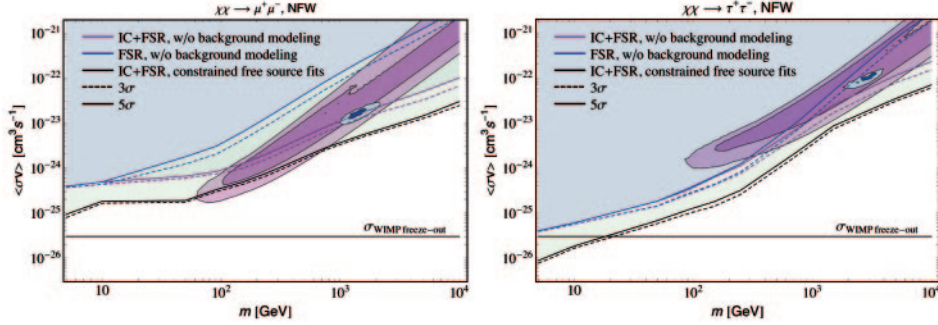 χχ → μ⁺μ⁻, NFW
10⁻²¹
10⁻²²
10⁻²³
10⁻²⁴
10⁻²⁵
10⁻²⁶
<σv> [cm³s⁻¹]
IC+FSR, w/o background modeling
FSR, w/o background modeling
IC+FSR, constrained free source fits
3σ
5σ
σWIMP freeze-out
10
10²
10³
10⁴
m [GeV]
χχ → τ⁺τ⁻, NFW
10⁻²¹
10⁻²²
10⁻²³
10⁻²⁴
10⁻²⁵
10⁻²⁶
<σv> [cm³s⁻¹]
IC+FSR, w/o background modeling
FSR, w/o background modeling
IC+FSR, constrained free source fits
3σ
5σ
σWIMP freeze-out
10
10²
10³
10⁴
m [GeV]